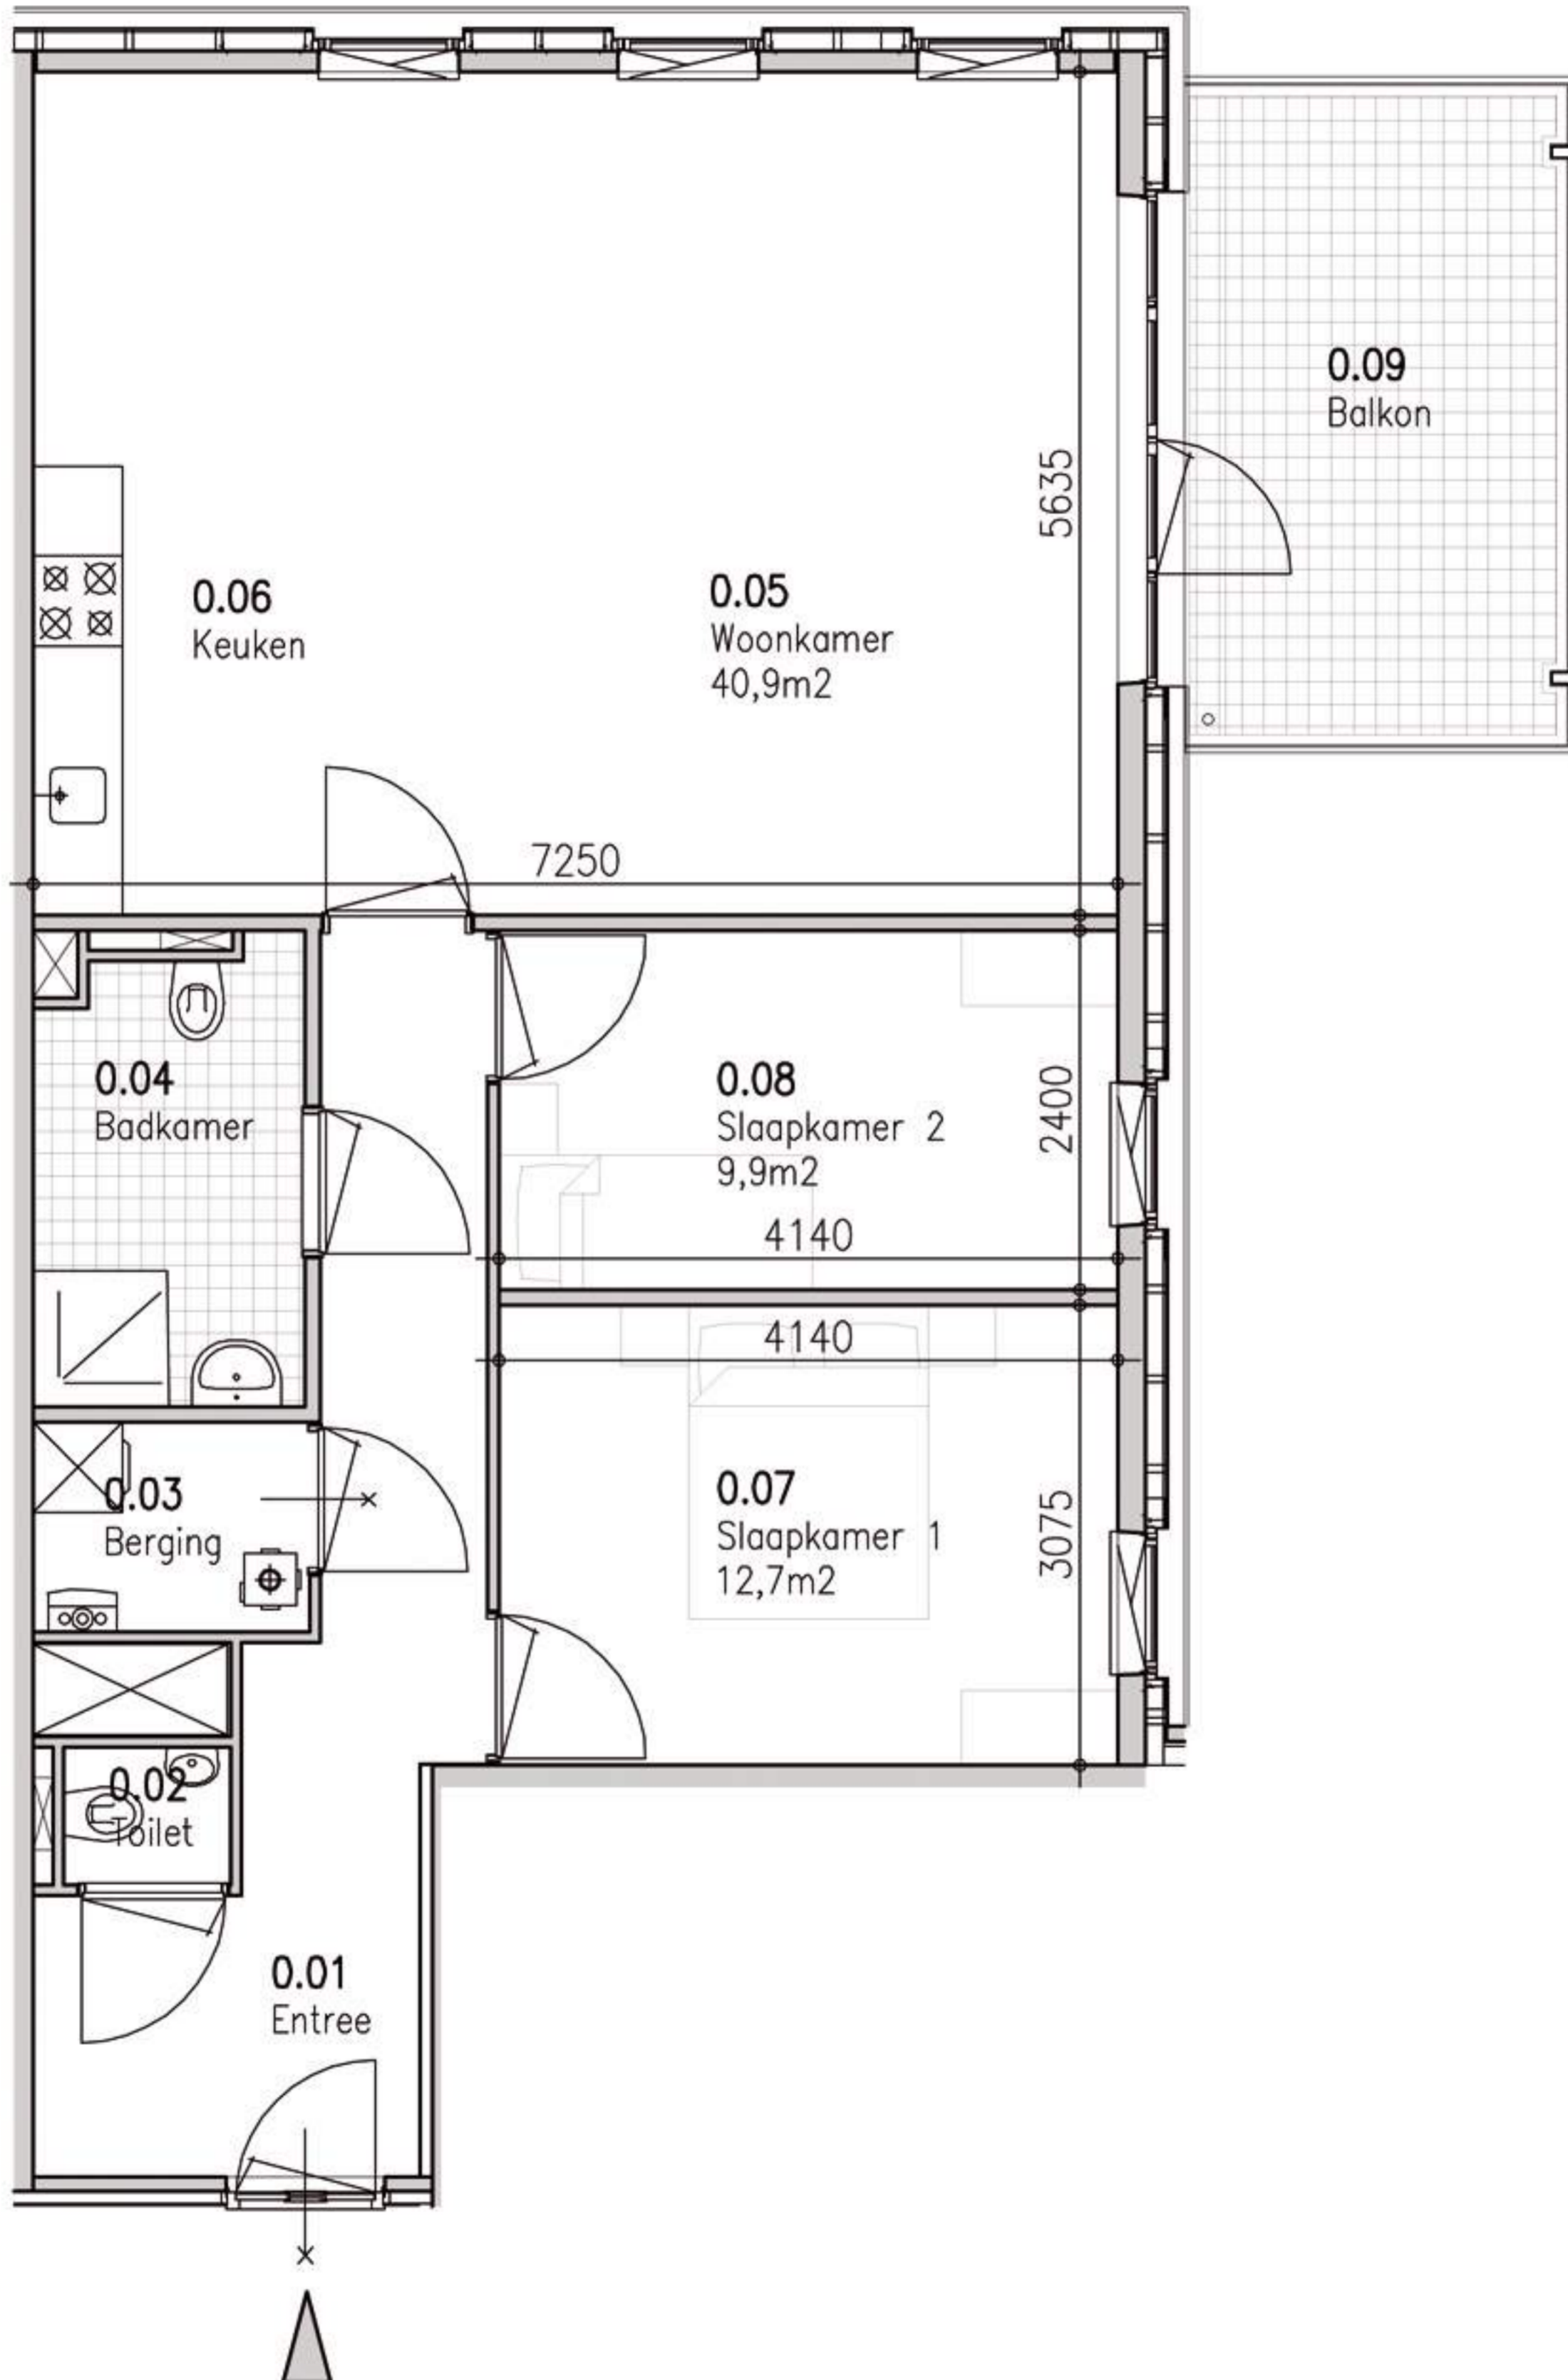 0.09
Balkon
5635
0.06
Keuken
0.05
Woonkamer
40,9m2
7250
0.04
Badkamer
0.08
Slaapkamer 2
9,9m2
2400
4140
4140
0.03
Berging
0.07
Slaapkamer 1
12,7m2
3075
0.02
Toilet
0.01
Entree